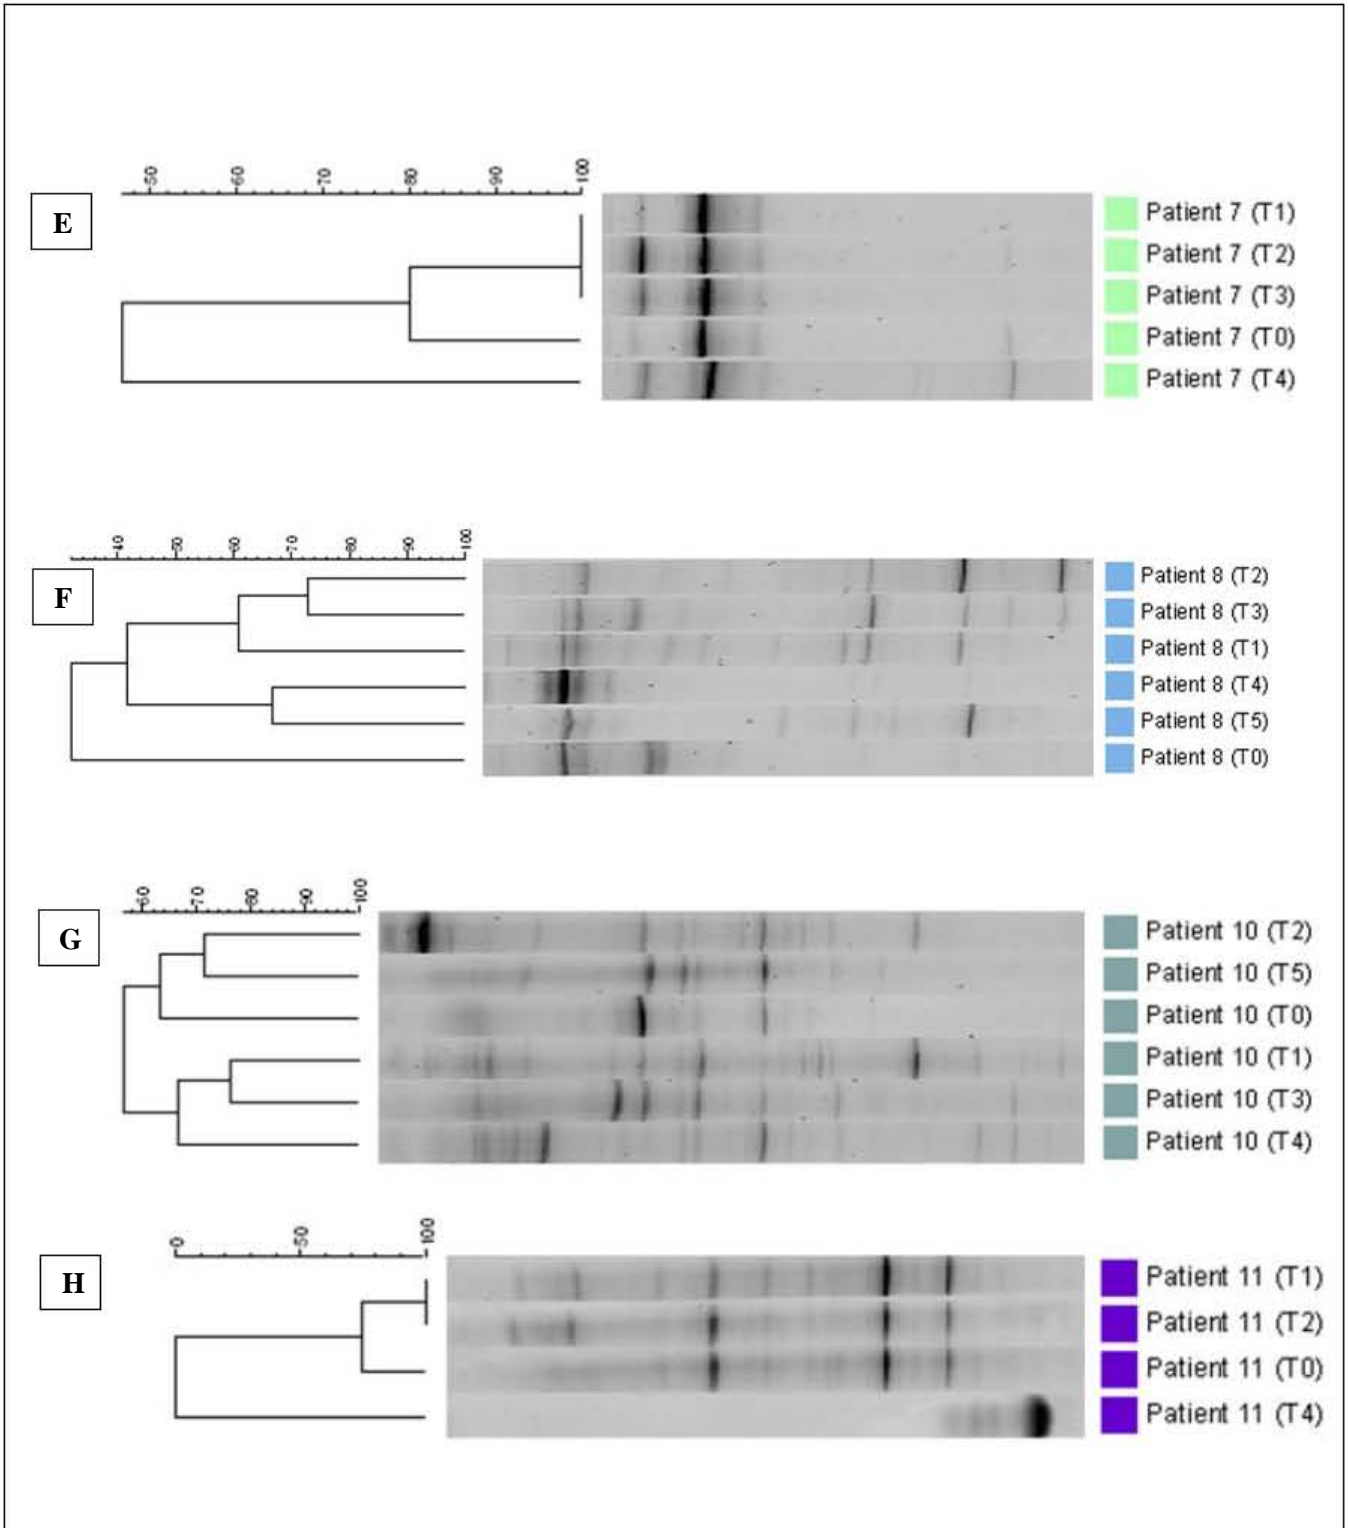 50 60 70 80 90 100
E
Patient 7 (T1)
Patient 7 (T2)
Patient 7 (T3)
Patient 7 (T0)
Patient 7 (T4)
40 50 60 70 80 90 100
F
Patient 8 (T2)
Patient 8 (T3)
Patient 8 (T1)
Patient 8 (T4)
Patient 8 (T5)
Patient 8 (T0)
60 70 80 90 100
G
Patient 10 (T2)
Patient 10 (T5)
Patient 10 (T0)
Patient 10 (T1)
Patient 10 (T3)
Patient 10 (T4)
0 50 100
H
Patient 11 (T1)
Patient 11 (T2)
Patient 11 (T0)
Patient 11 (T4)